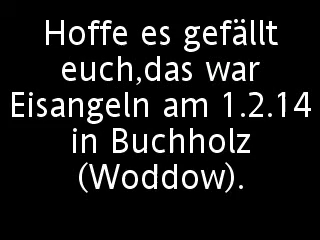 Hoffe es gefällt
euch,das war
Eisangeln am 1.2.14
in Buchholz
(Woddow).